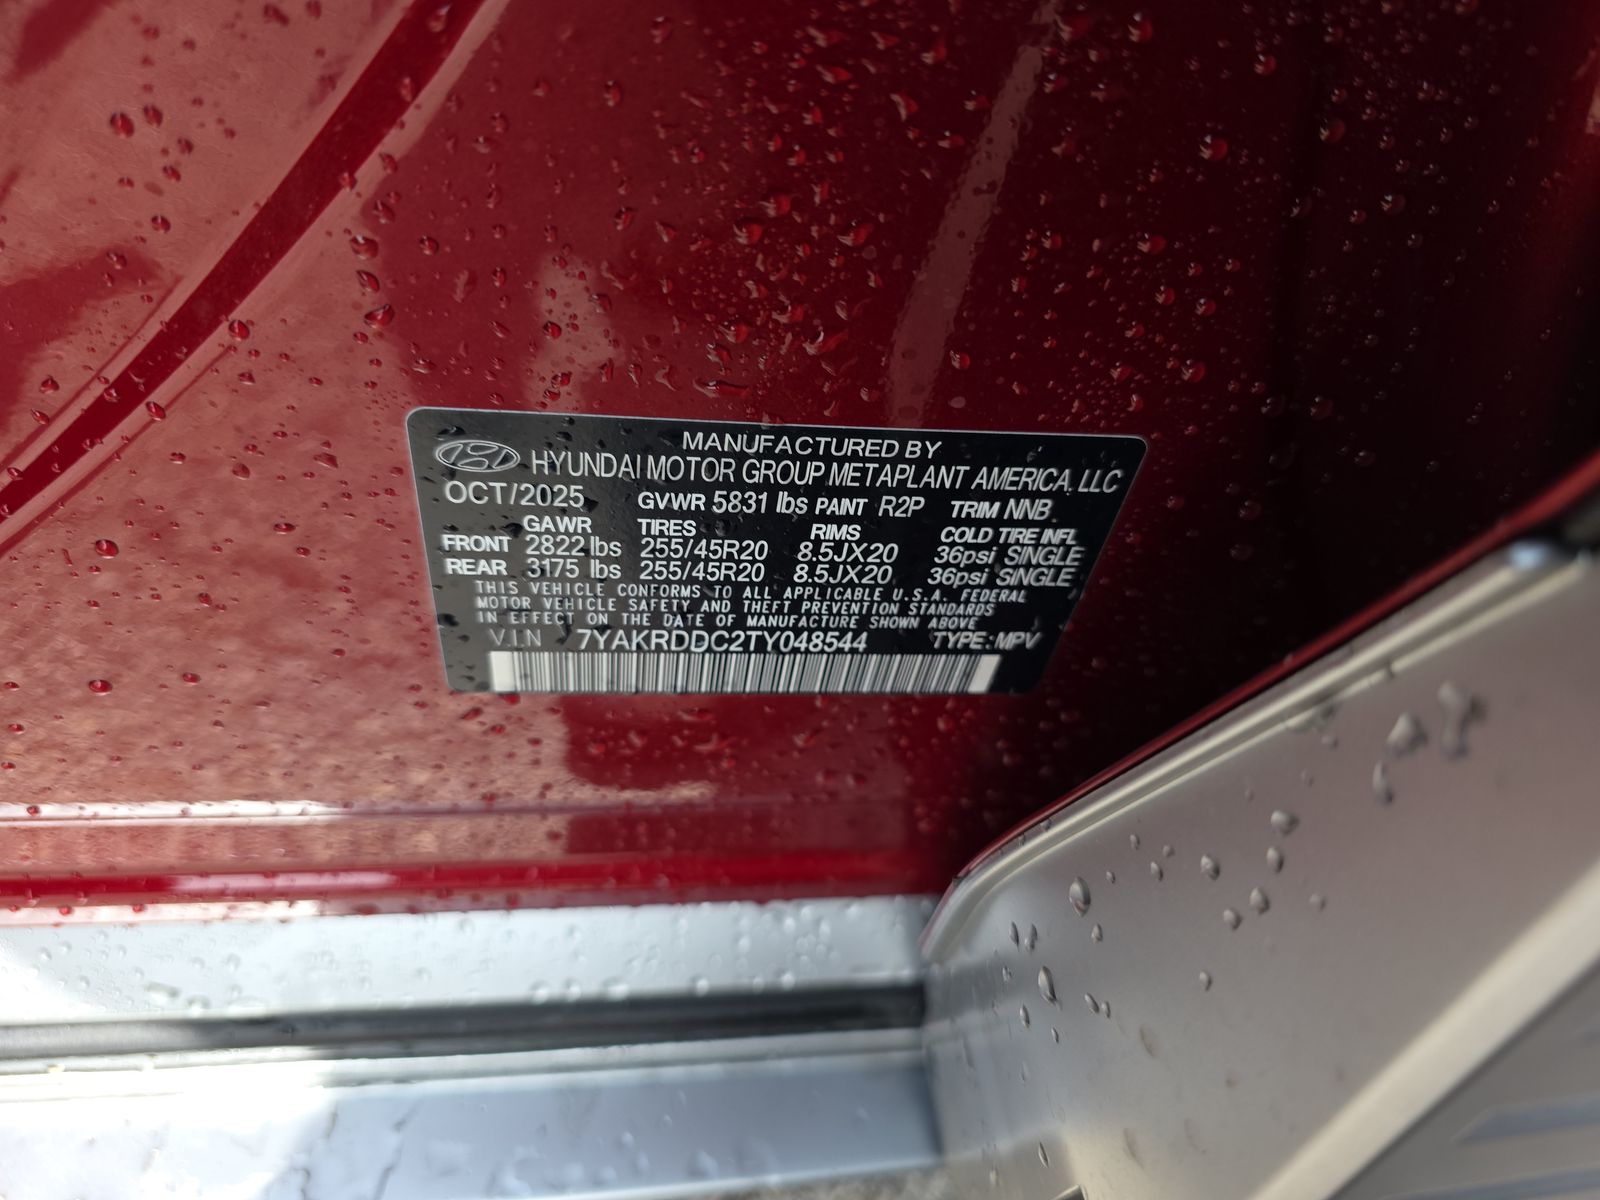 MANUFACTURED BY
HYUNDAI MOTOR GROUP METAPLANT AMERICA, LLC
OCT/2025 GVWR 5831 lbs PAINT R2P TRIM NNB
GAWR TIRES RIMS COLD TIRE INFL
FRONT 2822 lbs 255/45R20 8.5JX20 36psi SINGLE
REAR 3175 lbs 255/45R20 8.5JX20 36psi SINGLE
THIS VEHICLE CONFORMS TO ALL APPLICABLE U.S.A. FEDERAL
MOTOR VEHICLE SAFETY AND THEFT PREVENTION STANDARDS
IN EFFECT ON THE DATE OF MANUFACTURE SHOWN ABOVE
VIN 7YAKRDDC2TY048544 TYPE: MPV